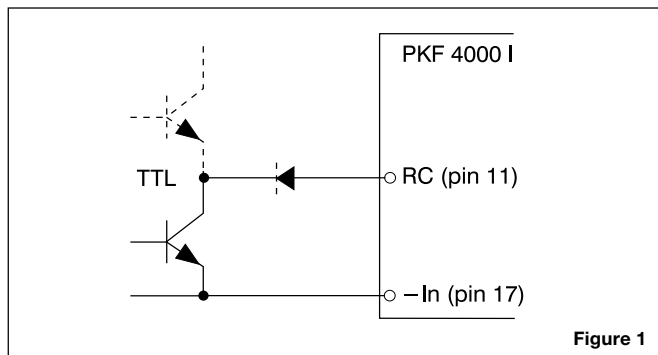 PKF 4000 I
TTL
RC (pin 11)
–In (pin 17)
Figure 1